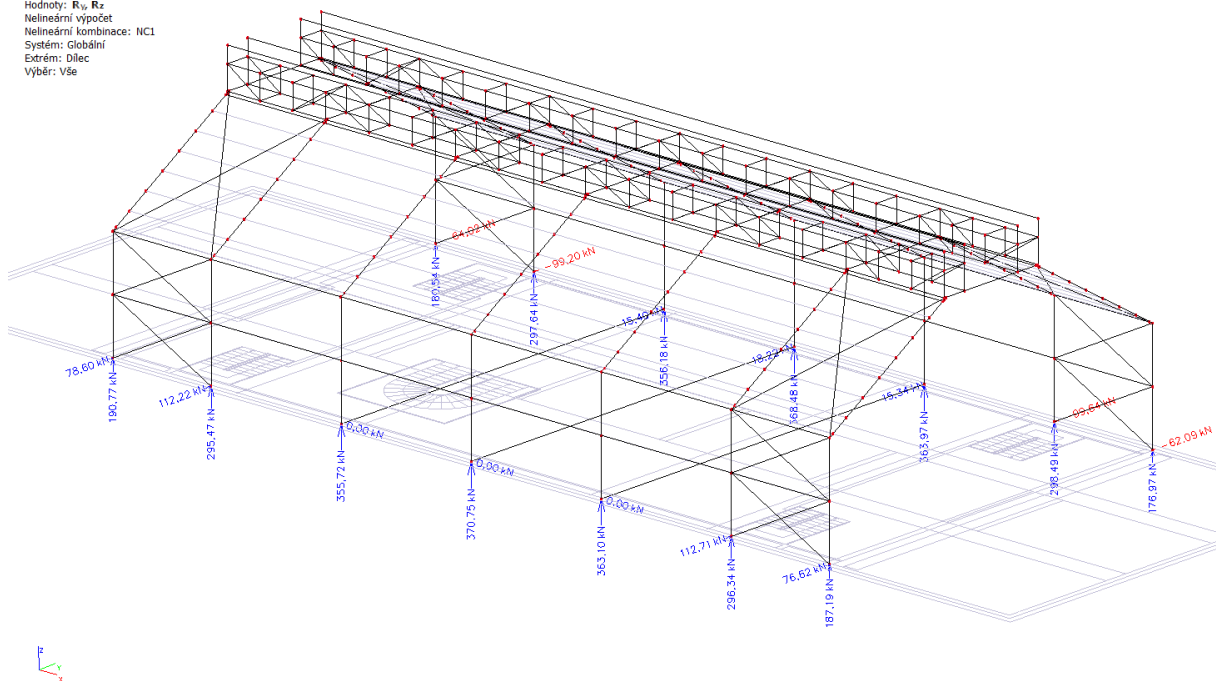 Hodnoty: Ry, Rz
Nelineární výpočet
Nelineární kombinace: NC1
Systém: Globální
Extrém: Dílec
Výběr: Vše
64,02 kN
180,54 kN
-99,20 kN
297,64 kN
15,46 kN
356,18 kN
18,22 kN
368,48 kN
15,34 kN
363,97 kN
99,64 kN
298,49 kN
-62,09 kN
176,97 kN
78,60 kN
190,77 kN
112,22 kN
295,47 kN
0,00 kN
355,72 kN
0,00 kN
370,75 kN
0,00 kN
363,10 kN
112,71 kN
296,34 kN
76,62 kN
187,19 kN
z
y
x